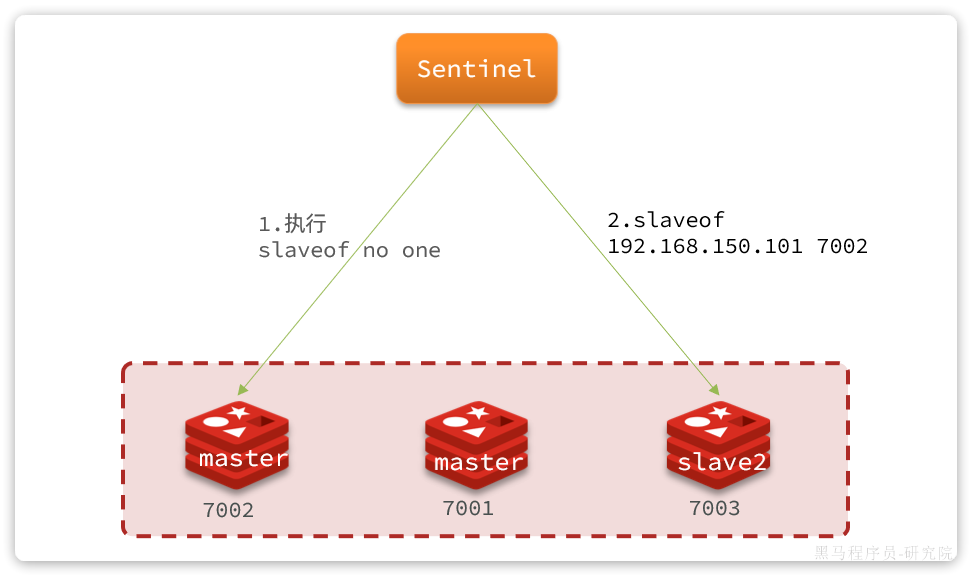 Sentinel
1.执行
slaveof no one
2.slaveof
192.168.150.101 7002
master
master
slave2
7002
7001
7003
黑马程序员-研究院